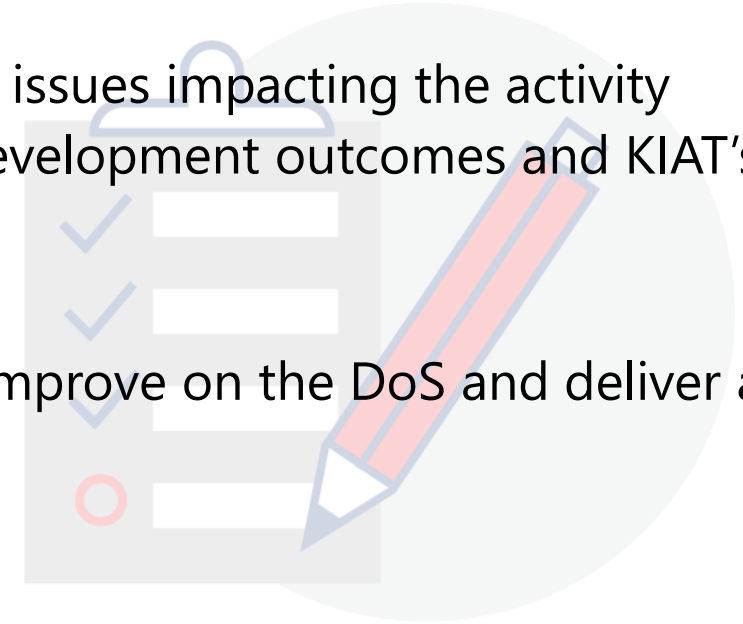 issues impacting the activity
evelopment outcomes and KIAT's
mprove on the DoS and deliver a